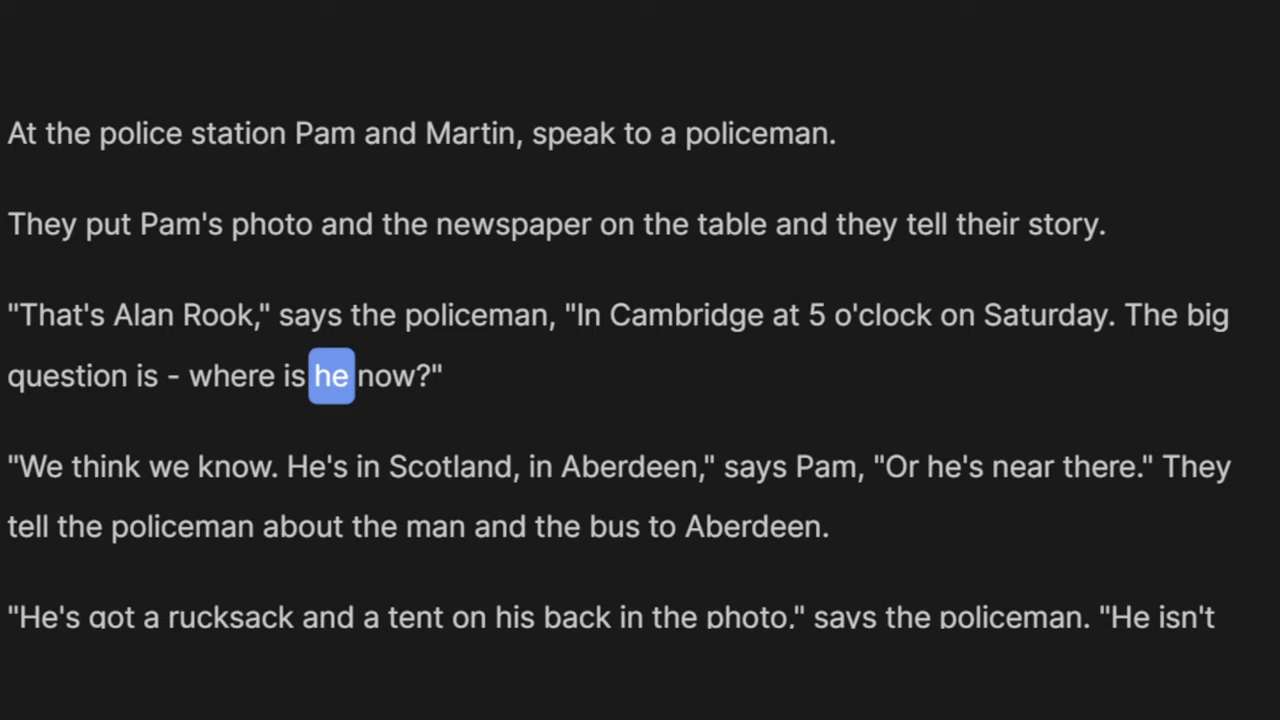 At the police station Pam and Martin, speak to a policeman.
They put Pam's photo and the newspaper on the table and they tell their story.
"That's Alan Rook," says the policeman, "In Cambridge at 5 o'clock on Saturday. The big
question is - where is he now?"
"We think we know. He's in Scotland, in Aberdeen," says Pam, "Or he's near there." They
tell the policeman about the man and the bus to Aberdeen.
"He's got a rucksack and a tent on his back in the photo," says the policeman. "He isn't